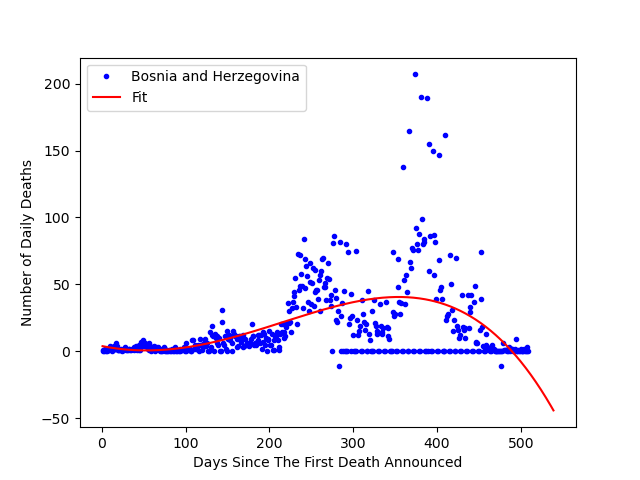 Bosnia and Herzegovina
Fit
Number of Daily Deaths
200
150
100
50
0
−50
0 100 200 300 400 500
Days Since The First Death Announced